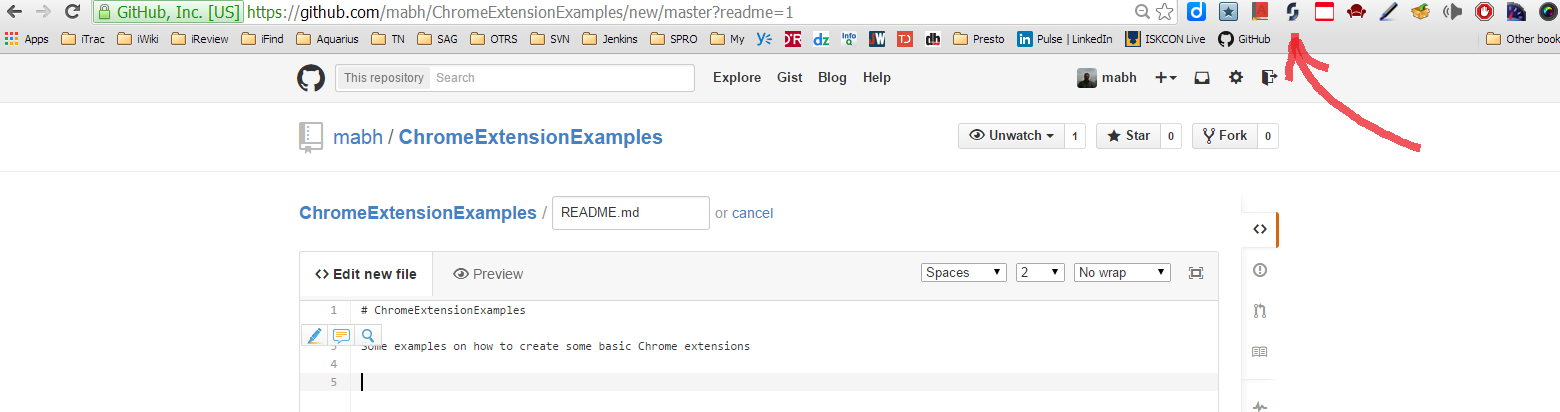 GitHub, Inc. [US] https://github.com/mabh/ChromeExtensionExamples/new/master?readme=1
Apps iTrac iWiki iReview iFind Aquarius TN SAG OTRS SVN Jenkins SPRO My Presto Pulse | LinkedIn ISKCON Live GitHub Other book
This repository Search Explore Gist Blog Help mabh
mabh / ChromeExtensionExamples Unwatch 1 Star 0 Fork 0
ChromeExtensionExamples / README.md or cancel
Edit new file Preview Spaces 2 No wrap
1 # ChromeExtensionExamples
3 Some examples on how to create some basic Chrome extensions
4
5